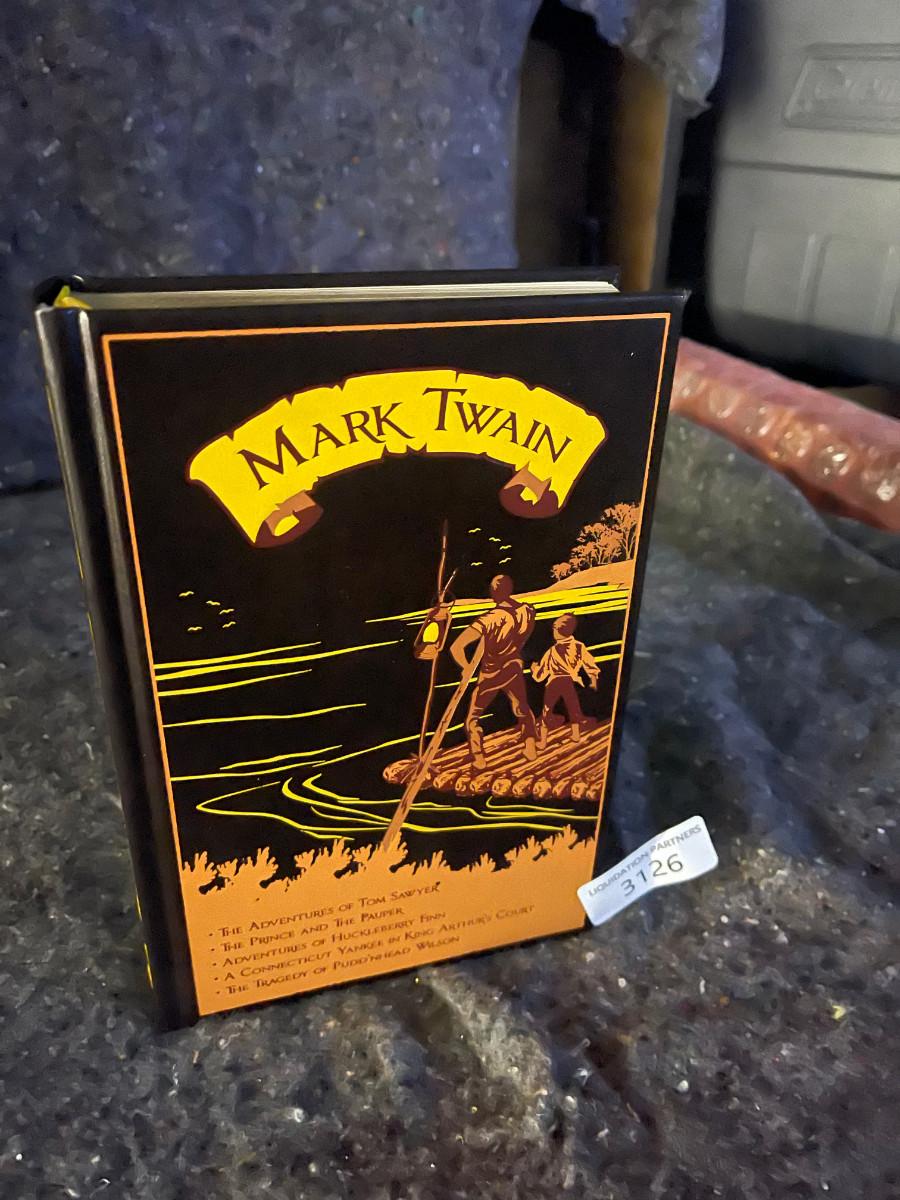 MARK TWAIN
• THE ADVENTURES OF TOM SAWYER
• THE PRINCE AND THE PAUPER
• ADVENTURES OF HUCKLEBERRY FINN
• A CONNECTICUT YANKEE IN KING ARTHUR'S COURT
• THE TRAGEDY OF PUDD'NHEAD WILSON
LIQUIDATION PARTNERS
3126